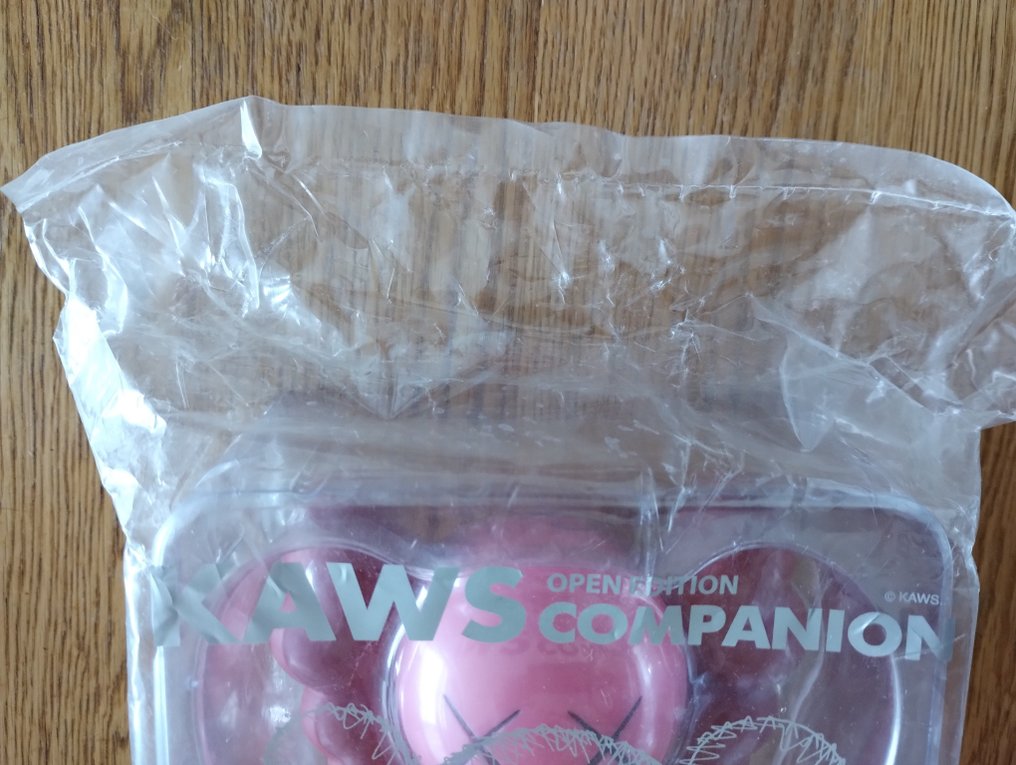 KAWS
OPEN EDITION
COMPANION
© KAWS.